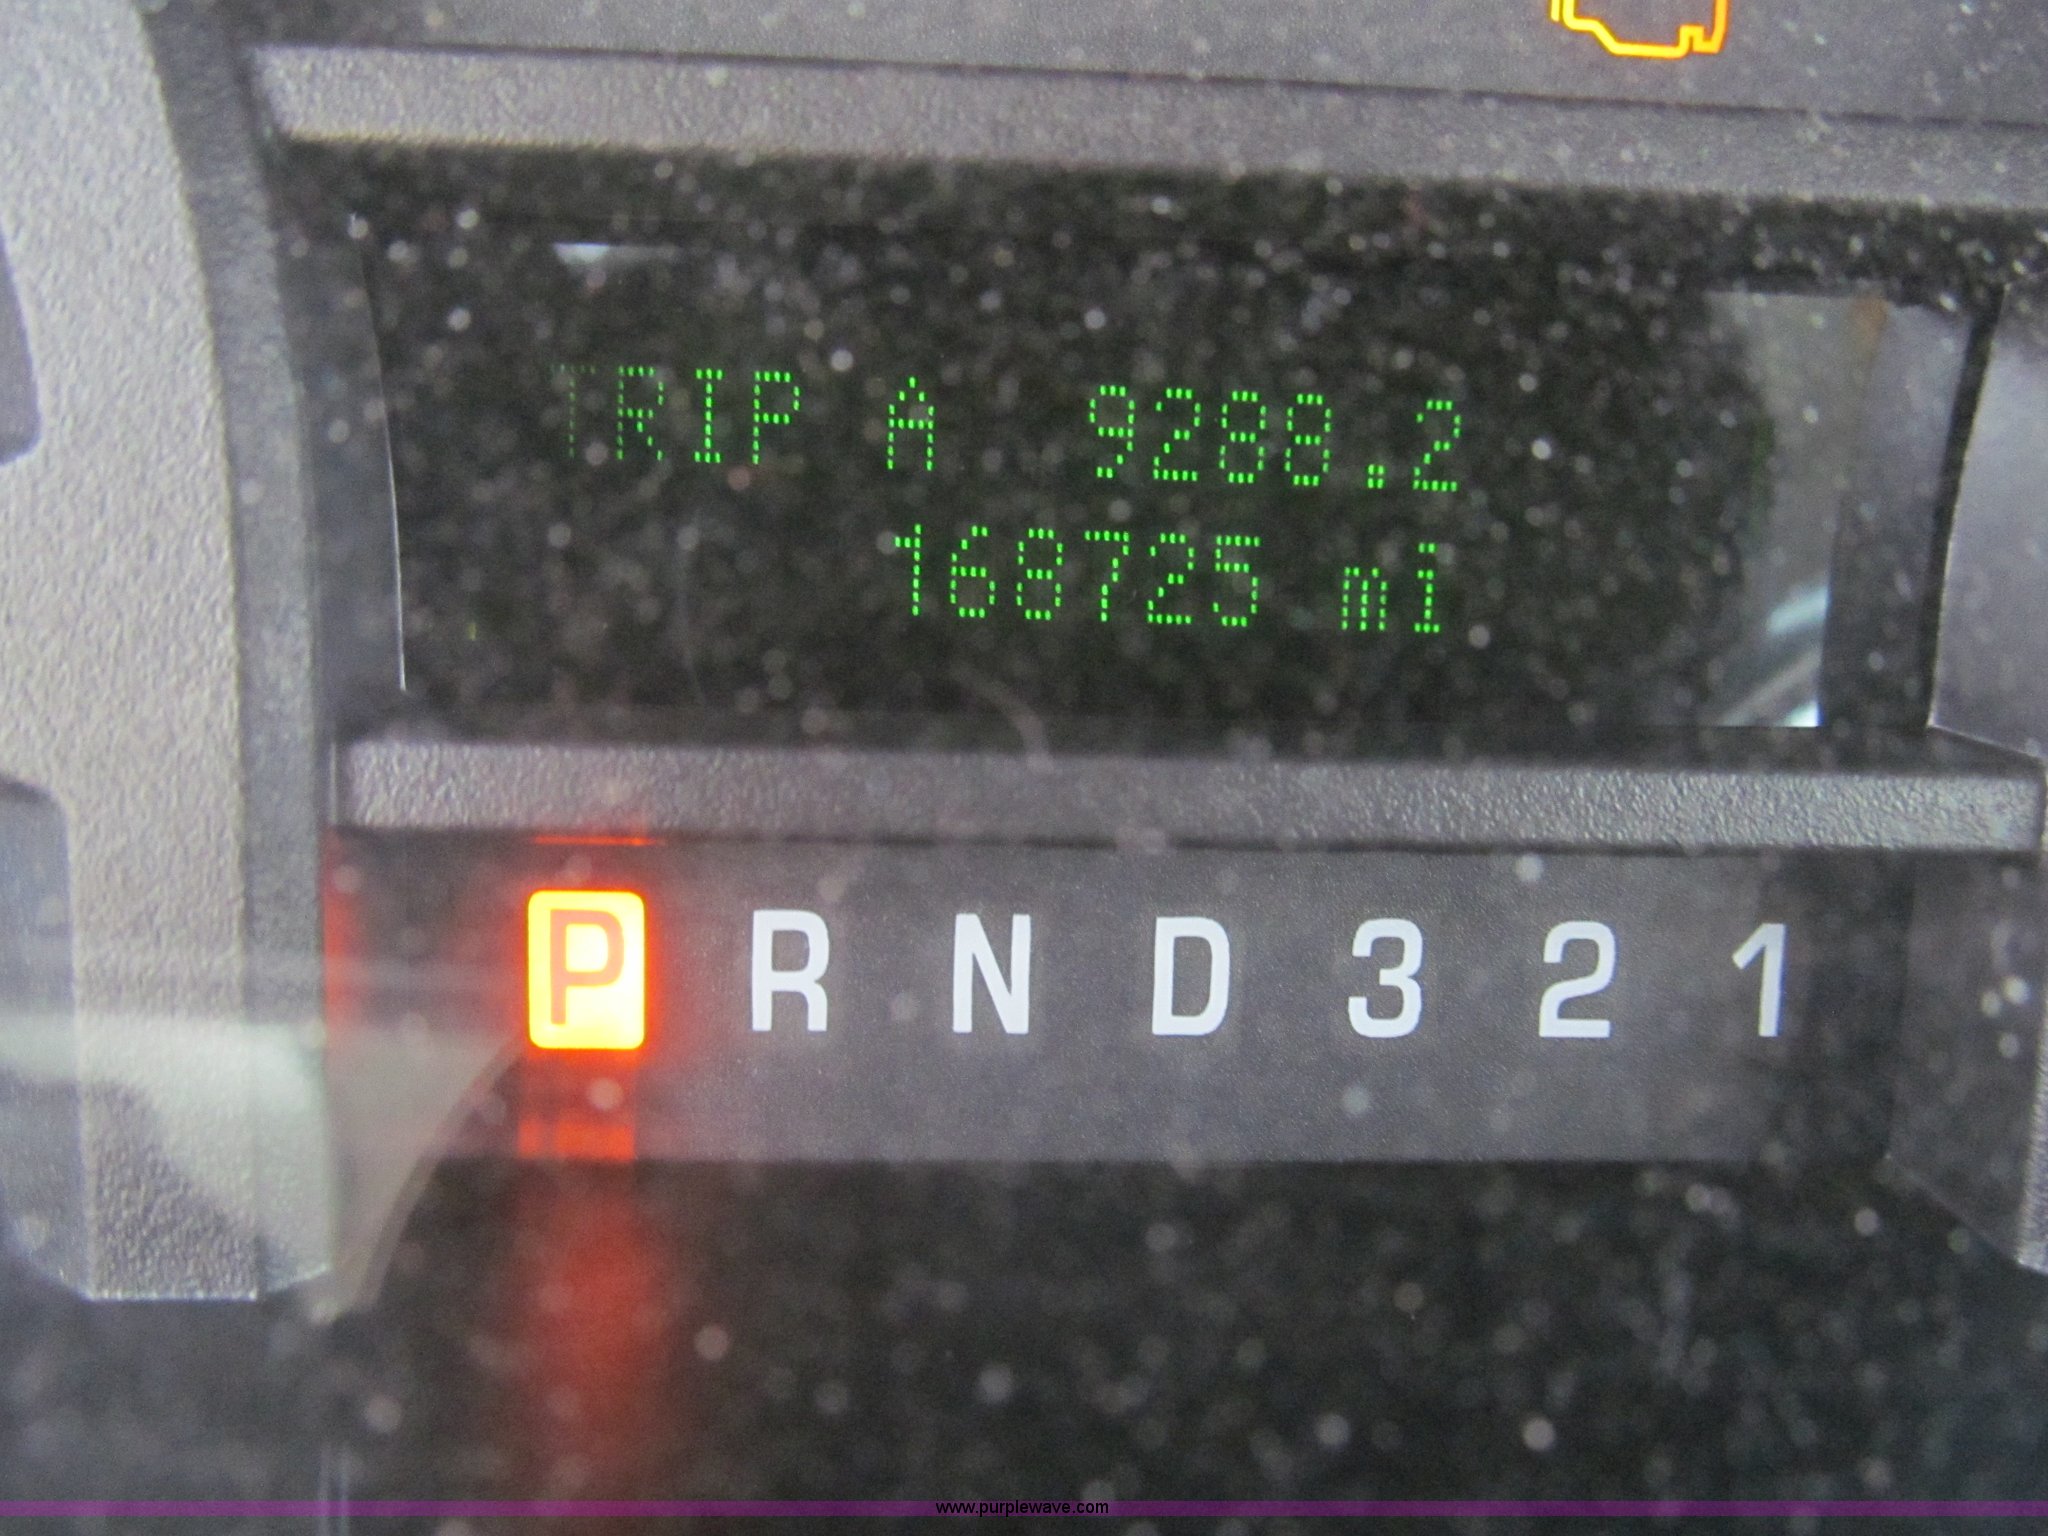 TRIP A 9288.2
168725 mi
P R N D 3 2 1
www.purplewave.com